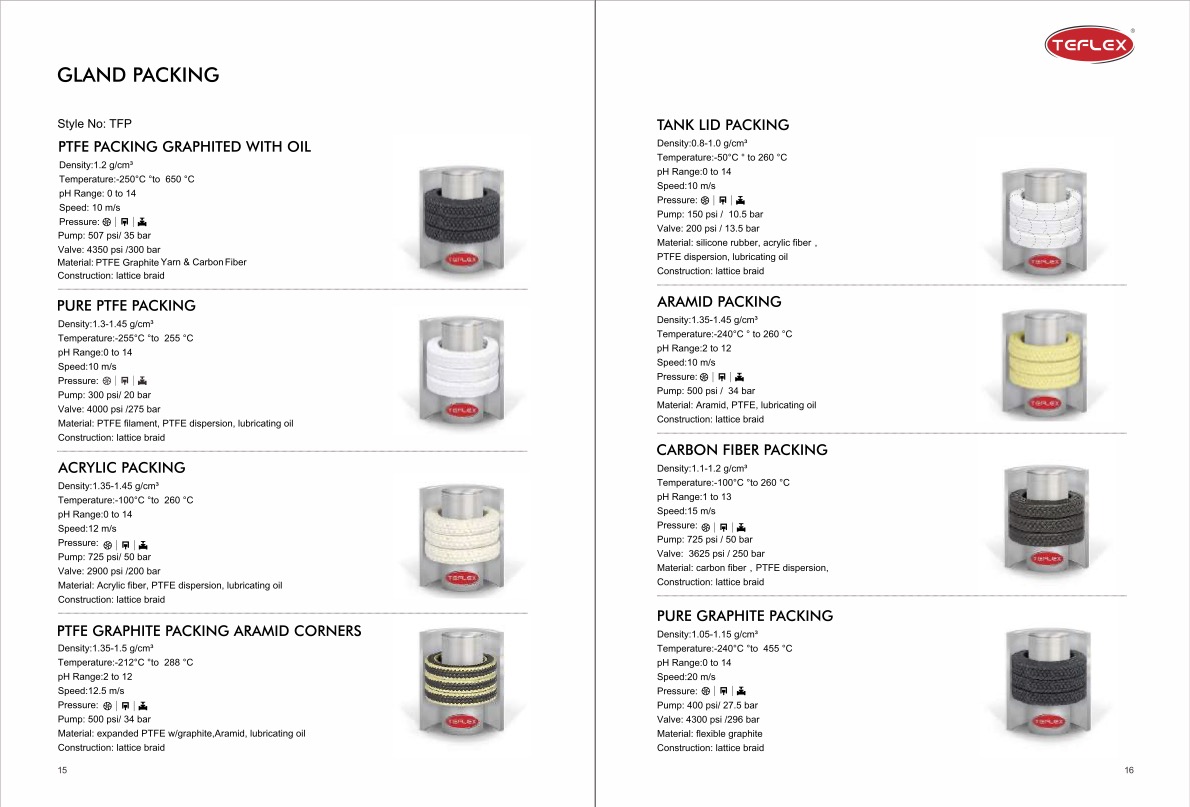 GLAND PACKING
Style No: TFP
PTFE PACKING GRAPHITED WITH OIL
Density:1.2 g/cm³
Temperature:-250°C °to 650 °C
pH Range: 0 to 14
Speed: 10 m/s
Pressure:
Pump: 507 psi/ 35 bar
Valve: 4350 psi /300 bar
Material: PTFE Graphite Yarn & Carbon Fiber
Construction: lattice braid
TEFLEX
PURE PTFE PACKING
Density:1.3-1.45 g/cm³
Temperature:-255°C °to 255 °C
pH Range:0 to 14
Speed:10 m/s
Pressure:
Pump: 300 psi/ 20 bar
Valve: 4000 psi /275 bar
Material: PTFE filament, PTFE dispersion, lubricating oil
Construction: lattice braid
TEFLEX
ACRYLIC PACKING
Density:1.35-1.45 g/cm³
Temperature:-100°C °to 260 °C
pH Range:0 to 14
Speed:12 m/s
Pressure:
Pump: 725 psi/ 50 bar
Valve: 2900 psi /200 bar
Material: Acrylic fiber, PTFE dispersion, lubricating oil
Construction: lattice braid
TEFLEX
PTFE GRAPHITE PACKING ARAMID CORNERS
Density:1.35-1.5 g/cm³
Temperature:-212°C °to 288 °C
pH Range:2 to 12
Speed:12.5 m/s
Pressure:
Pump: 500 psi/ 34 bar
Material: expanded PTFE w/graphite,Aramid, lubricating oil
Construction: lattice braid
TEFLEX
15
TEFLEX®
TANK LID PACKING
Density:0.8-1.0 g/cm³
Temperature:-50°C ° to 260 °C
pH Range:0 to 14
Speed:10 m/s
Pressure:
Pump: 150 psi / 10.5 bar
Valve: 200 psi / 13.5 bar
Material: silicone rubber, acrylic fiber ,
PTFE dispersion, lubricating oil
Construction: lattice braid
TEFLEX
ARAMID PACKING
Density:1.35-1.45 g/cm³
Temperature:-240°C ° to 260 °C
pH Range:2 to 12
Speed:10 m/s
Pressure:
Pump: 500 psi / 34 bar
Material: Aramid, PTFE, lubricating oil
Construction: lattice braid
TEFLEX
CARBON FIBER PACKING
Density:1.1-1.2 g/cm³
Temperature:-100°C °to 260 °C
pH Range:1 to 13
Speed:15 m/s
Pressure:
Pump: 725 psi / 50 bar
Valve: 3625 psi / 250 bar
Material: carbon fiber , PTFE dispersion,
Construction: lattice braid
TEFLEX
PURE GRAPHITE PACKING
Density:1.05-1.15 g/cm³
Temperature:-240°C °to 455 °C
pH Range:0 to 14
Speed:20 m/s
Pressure:
Pump: 400 psi/ 27.5 bar
Valve: 4300 psi /296 bar
Material: flexible graphite
Construction: lattice braid
TEFLEX
16